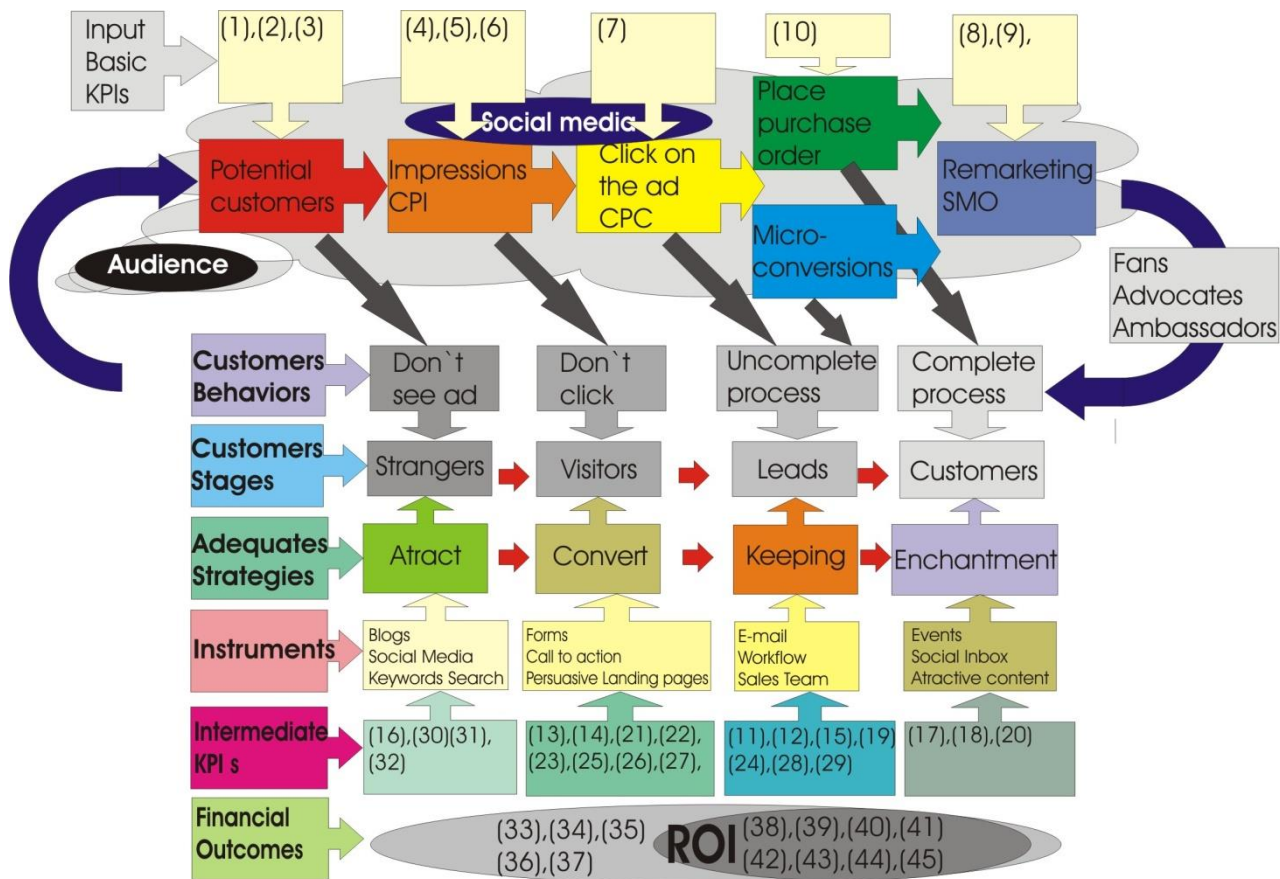 Input
Basic
KPIs
(1),(2),(3)
(4),(5),(6)
(7)
(10)
(8),(9),
Social media
Potential
customers
Impressions
CPI
Click on
the ad
CPC
Place
purchase
order
Remarketing
SMO
Micro-
conversions
Audience
Fans
Advocates
Ambassadors
Customers
Behaviors
Don`t
see ad
Don`t
click
Uncomplete
process
Complete
process
Customers
Stages
Strangers
Visitors
Leads
Customers
Adequates
Strategies
Atract
Convert
Keeping
Enchantment
Instruments
Blogs
Social Media
Keywords Search
Forms
Call to action
Persuasive Landing pages
E-mail
Workflow
Sales Team
Events
Social Inbox
Atractive content
Intermediate
KPI s
(16),(30)(31),
(32)
(13),(14),(21),(22),
(23),(25),(26),(27),
(11),(12),(15),(19)
(24),(28),(29)
(17),(18),(20)
Financial
Outcomes
(33),(34),(35)
(36),(37)
ROI
(38),(39),(40),(41)
(42),(43),(44),(45)